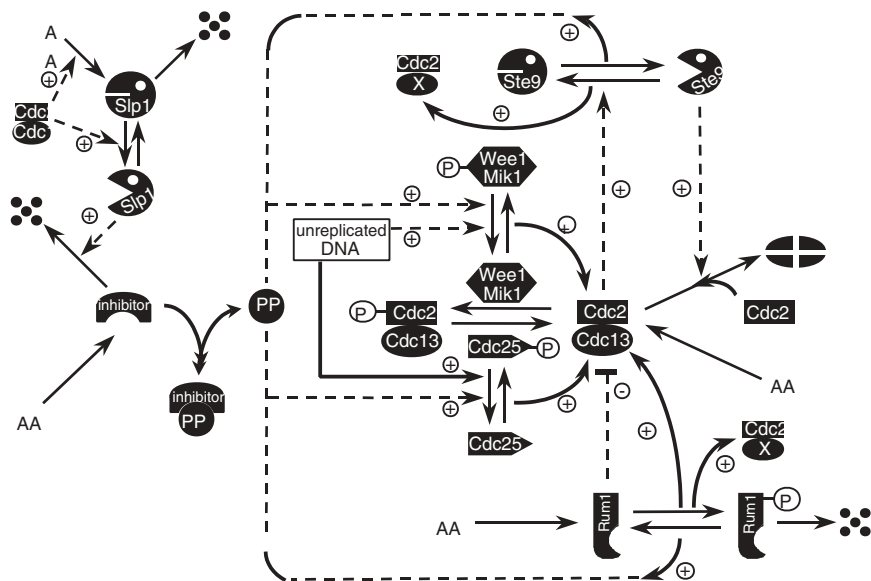 A
A
+
Cdc
Cdc
+
Slp1
Slp1
+
inhibitor
AA
inhibitor
PP
PP
+
Cdc2
X
+
Ste9
Ste9
+
+
P
Wee1
Mik1
+
+
+
unreplicated
DNA
Wee1
Mik1
P
Cdc2
Cdc13
Cdc25
P
+
+
+
Cdc25
Cdc2
Cdc13
Cdc2
AA
-
+
Cdc2
X
+
AA
Rum1
Rum1
P
+